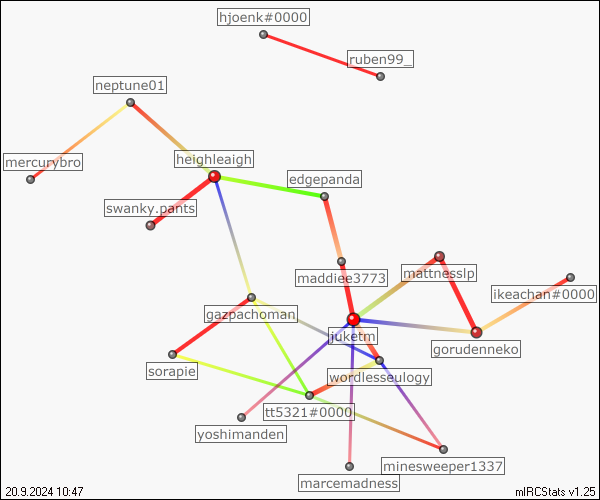 hjoenk#0000
ruben99_
neptune01
mercurybro
heighleaigh
edgepanda
swanky.pants
maddiee3773
mattnesslp
ikeachan#0000
gazpachoman
juketm
gorudenneko
sorapie
wordlesseulogy
tt5321#0000
yoshimanden
minesweeper1337
marcemadness
20.9.2024 10:47
mIRCStats v1.25